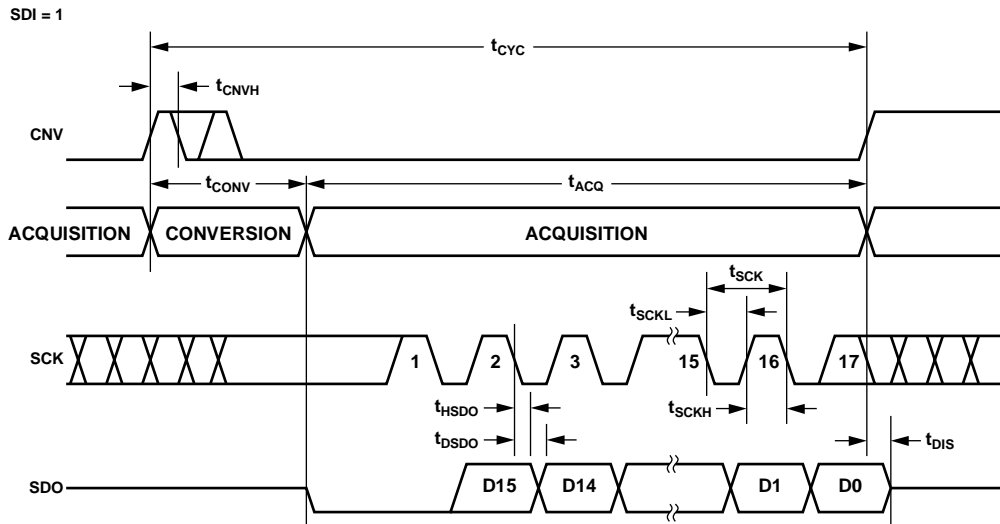 SDI = 1
tCYC
tCNVH
CNV
tCONV
tACQ
ACQUISITION CONVERSION ACQUISITION
tSCK
tSCKL
SCK 1 2 3 15 16 17
tHSDO
tSCKH
tDSDO
tDIS
SDO D15 D14 D1 D0